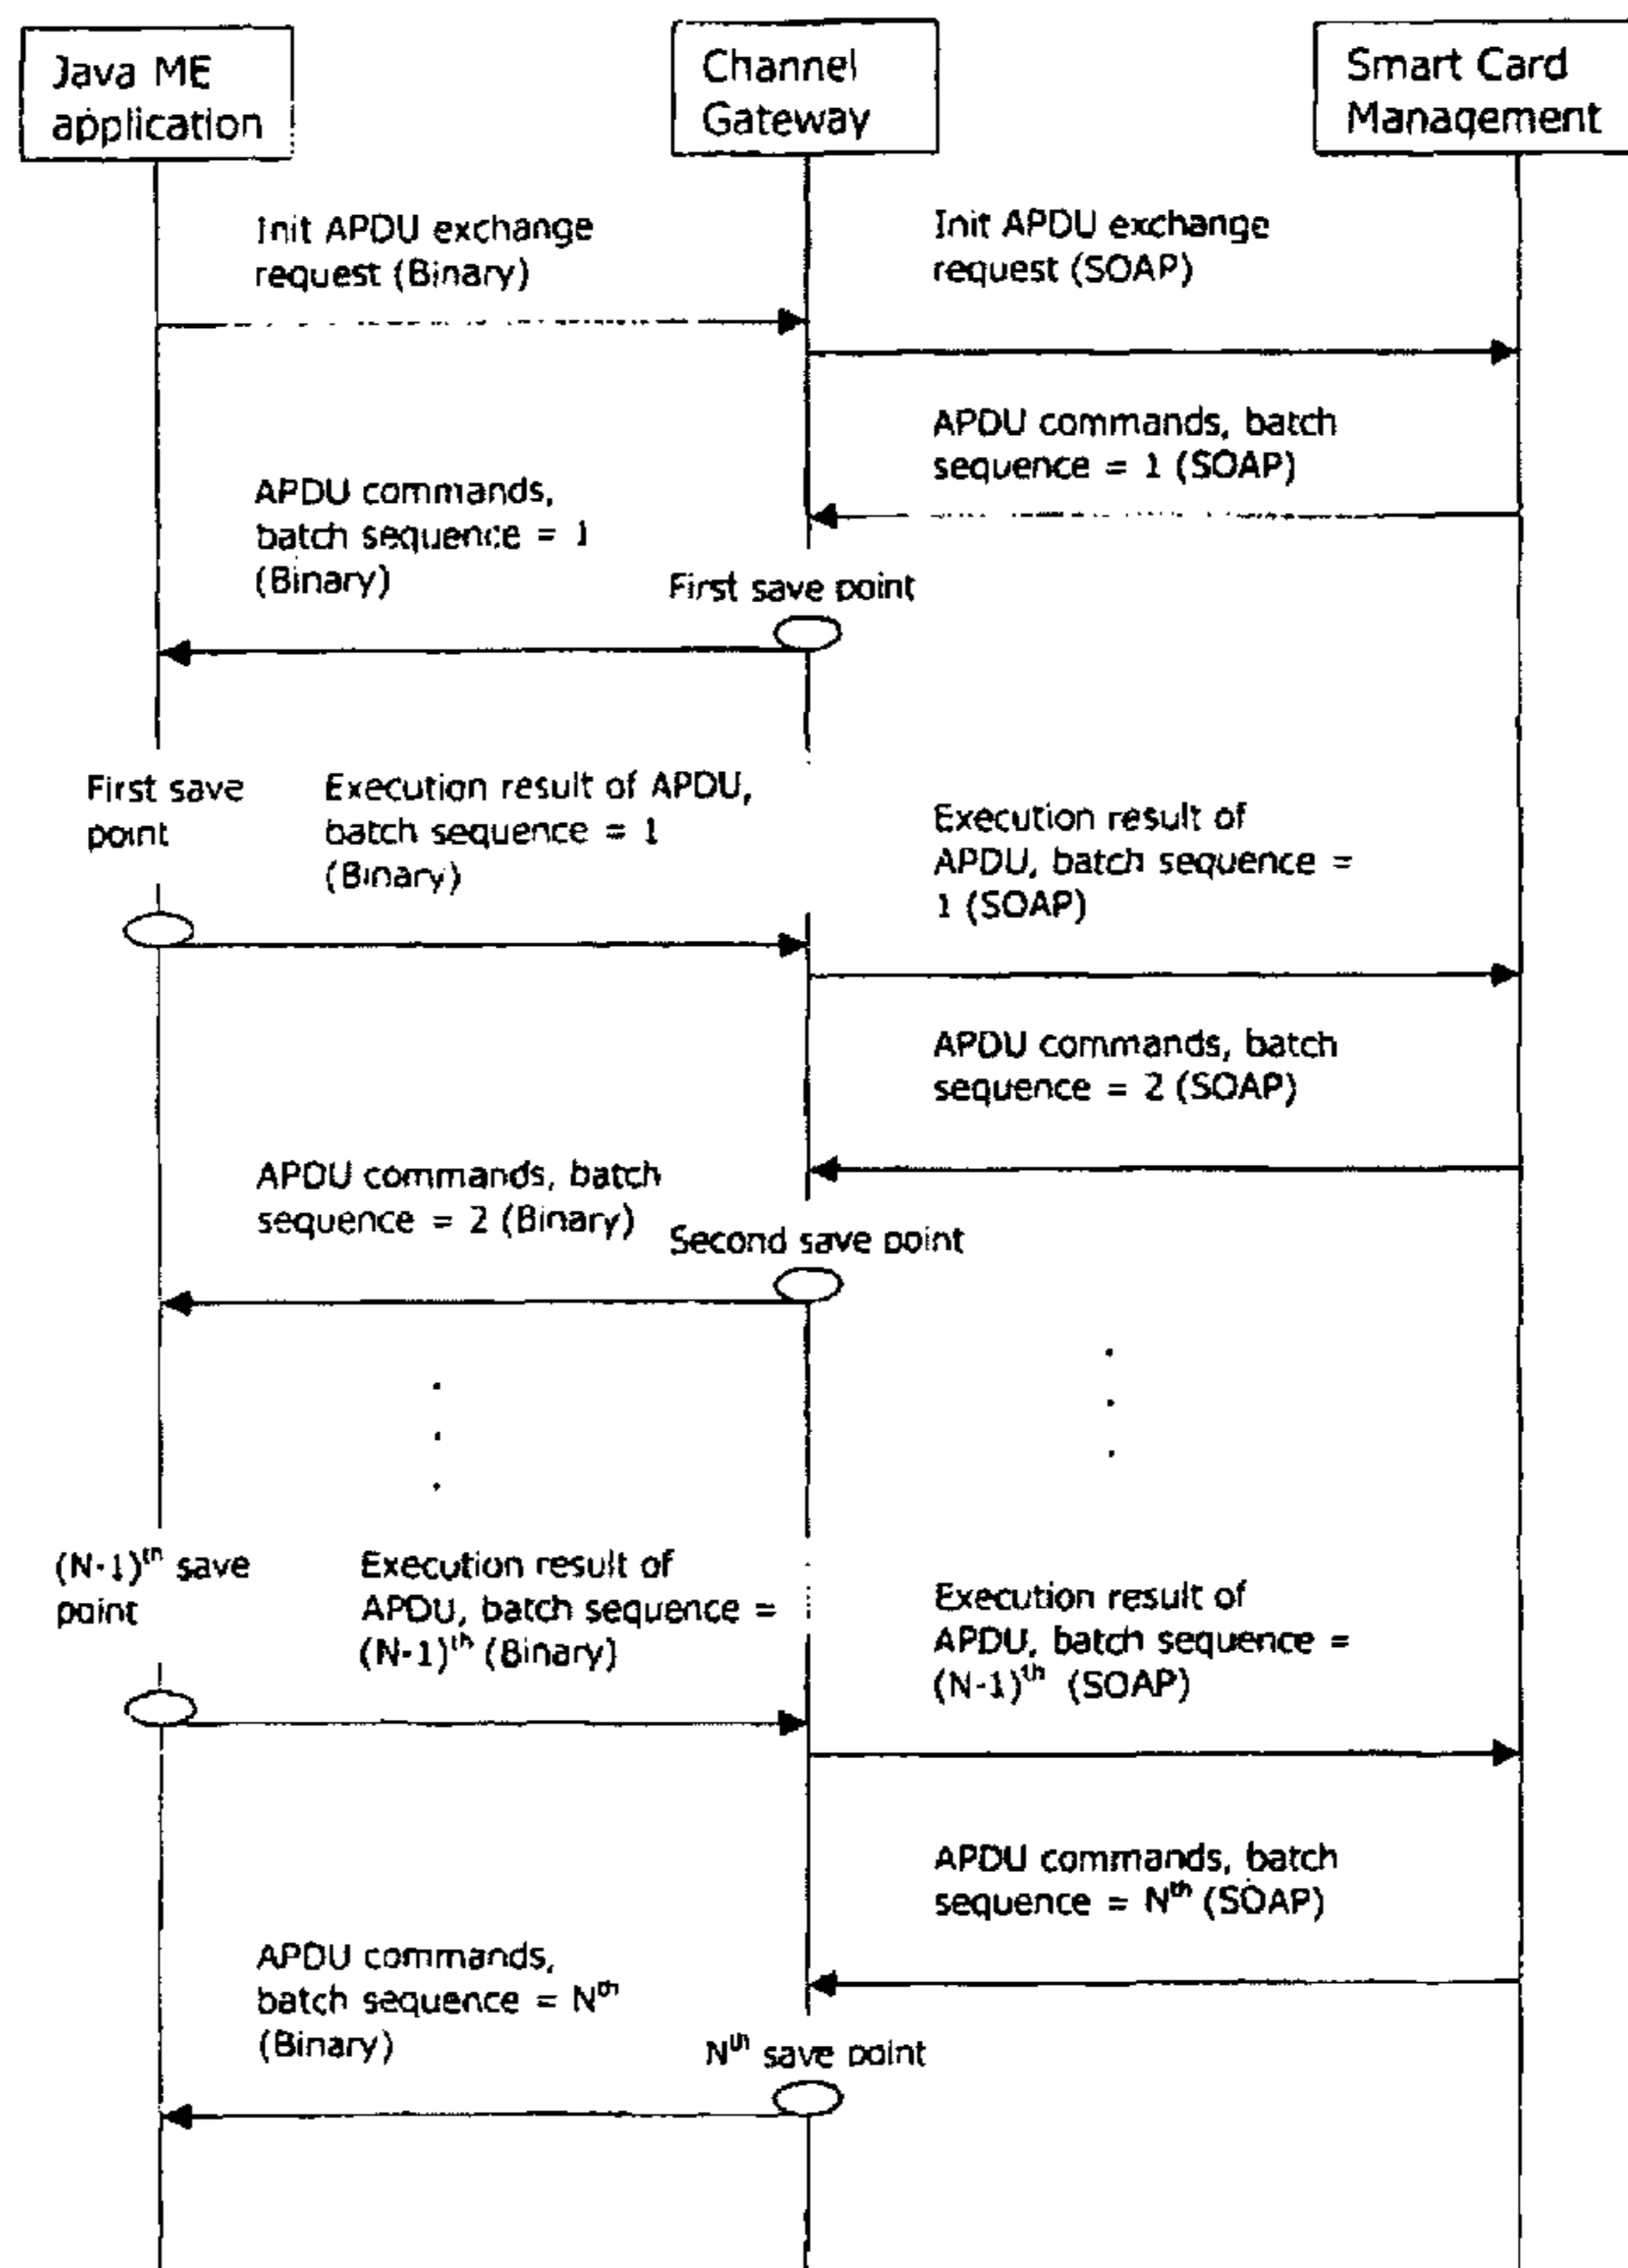 Java ME
application
Channel
Gateway
Smart Card
Management
Init APDU exchange
request (Binary)
Init APDU exchange
request (SOAP)
APDU commands, batch
sequence = 1 (SOAP)
APDU commands,
batch sequence = 1
(Binary)
First save point
First save
point
Execution result of APDU,
batch sequence = 1
(Binary)
Execution result of
APDU, batch sequence =
1 (SOAP)
APDU commands, batch
sequence = 2 (SOAP)
APDU commands, batch
sequence = 2 (Binary)
Second save point
(N-1)th save
point
Execution result of
APDU, batch sequence =
(N-1)th (Binary)
Execution result of
APDU, batch sequence =
(N-1)th (SOAP)
APDU commands, batch
sequence = Nth (SOAP)
APDU commands,
batch sequence = Nth
(Binary)
Nth save point